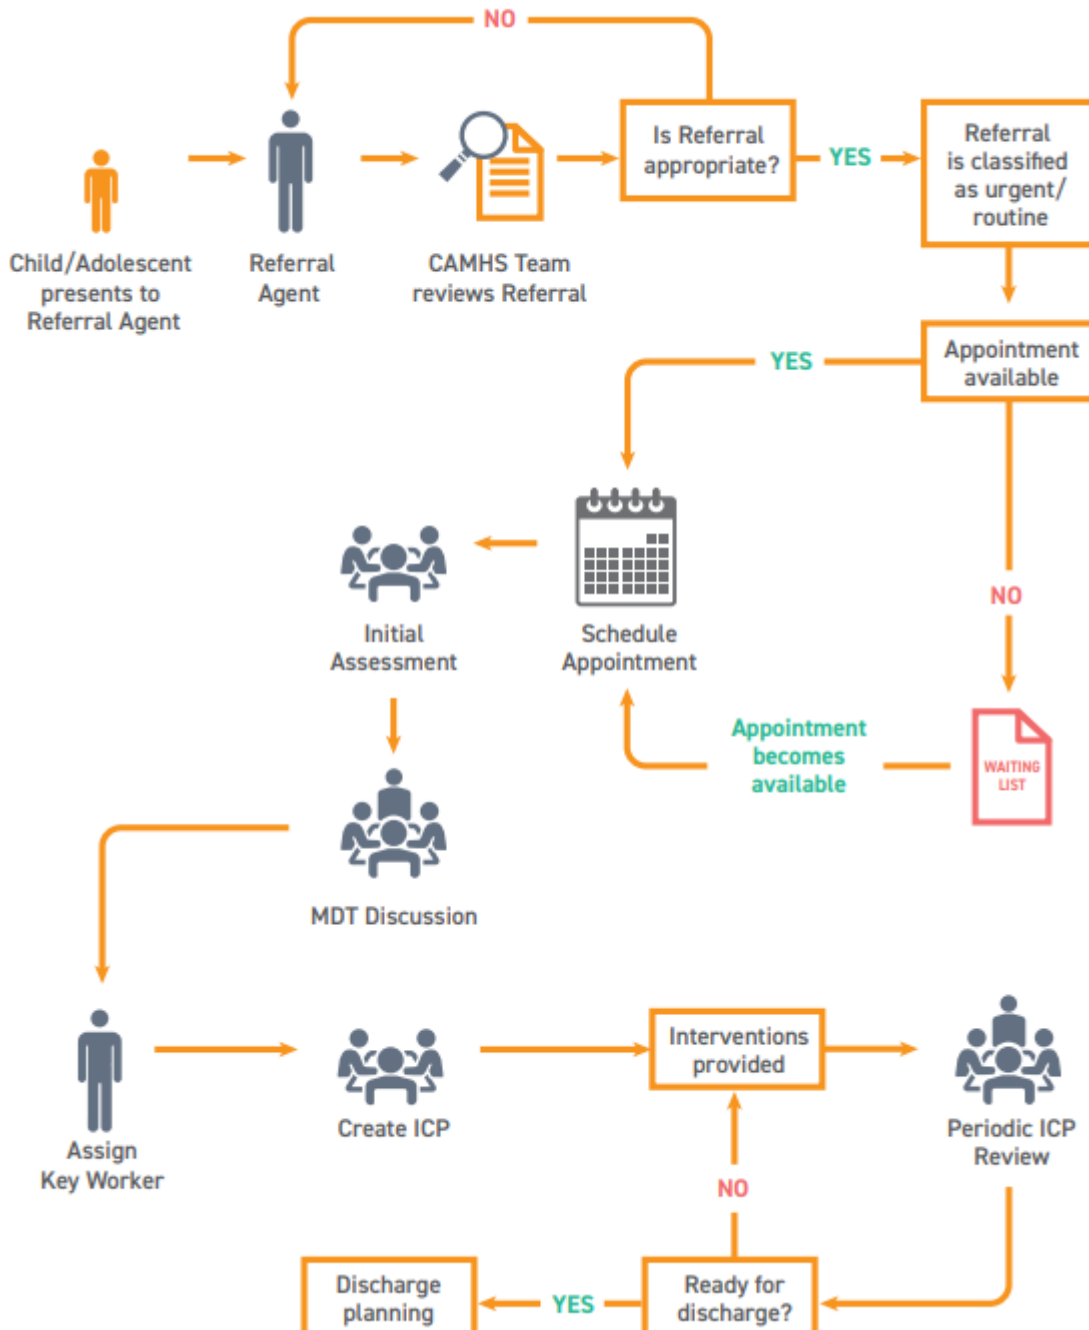 NO
Is Referral
appropriate?
YES
Referral
is classified
as urgent/
routine
Child/Adolescent
presents to
Referral Agent
Referral
Agent
CAMHS Team
reviews Referral
Appointment
available
YES
NO
Initial
Assessment
Schedule
Appointment
Appointment
becomes
available
WAITING
LIST
MDT Discussion
Assign
Key Worker
Create ICP
Interventions
provided
Periodic ICP
Review
NO
Ready for
discharge?
YES
Discharge
planning